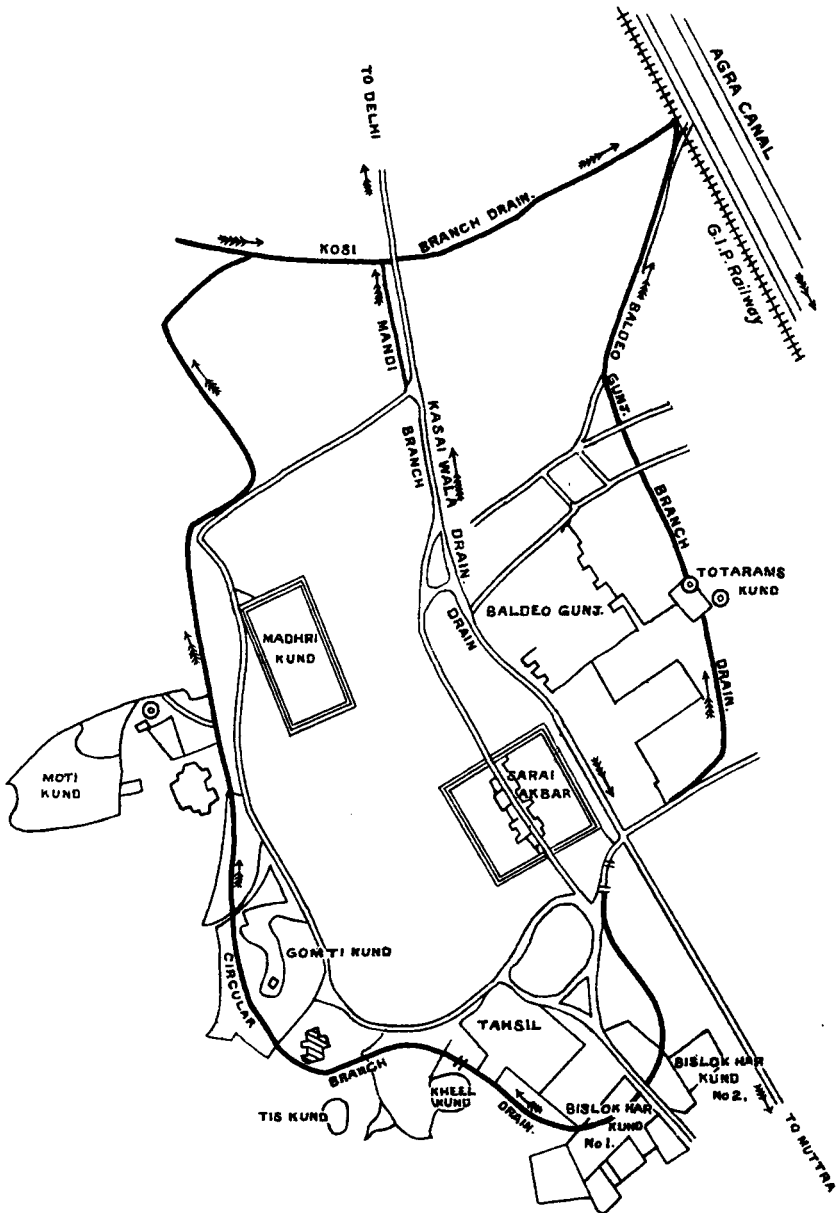 TO DELHI
AGRA CANAL
G.I.P. Railway
KOSI
BRANCH DRAIN.
MANDI
BRANCH
DRAIN
KASAI WALA
DRAIN.
BALDEO
GUNJ.
BRANCH
DRAIN.
TOTARAMS
KUND
BALDEO GUNJ.
MADHRI
KUND
SARAI
AKBAR
MOTI
KUND
GOMTI KUND
CIRCULAR
BRANCH
DRAIN.
TAHSIL
KHEEL
KUND
TIS KUND
BISLOK HAR
KUND
No 1.
BISLOK HAR
KUND
No 2.
TO MUTTRA